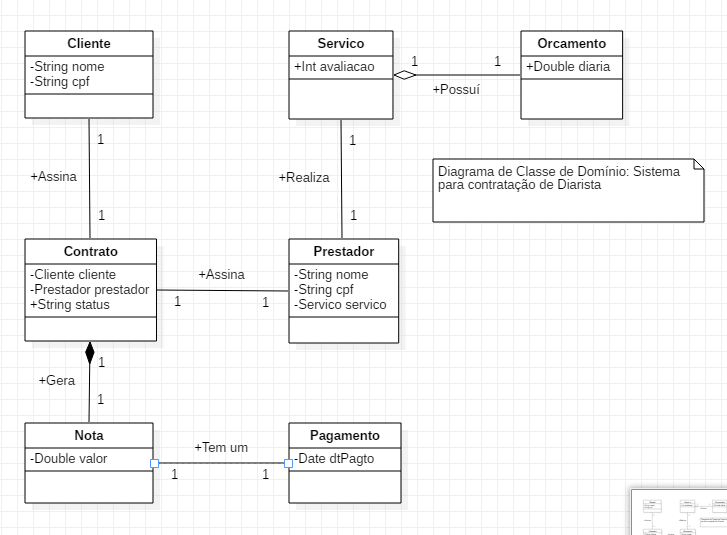 Cliente
-String nome
-String cpf
Servico
+Int avaliacao
1
1
+Possuí
Orcamento
+Double diaria
1
+Assina
1
1
+Realiza
1
Diagrama de Classe de Domínio: Sistema
para contratação de Diarista
Contrato
-Cliente cliente
-Prestador prestador
+String status
+Assina
1
1
Prestador
-String nome
-String cpf
-Servico servico
1
+Gera
1
Nota
-Double valor
+Tem um
1
1
Pagamento
-Date dtPagto